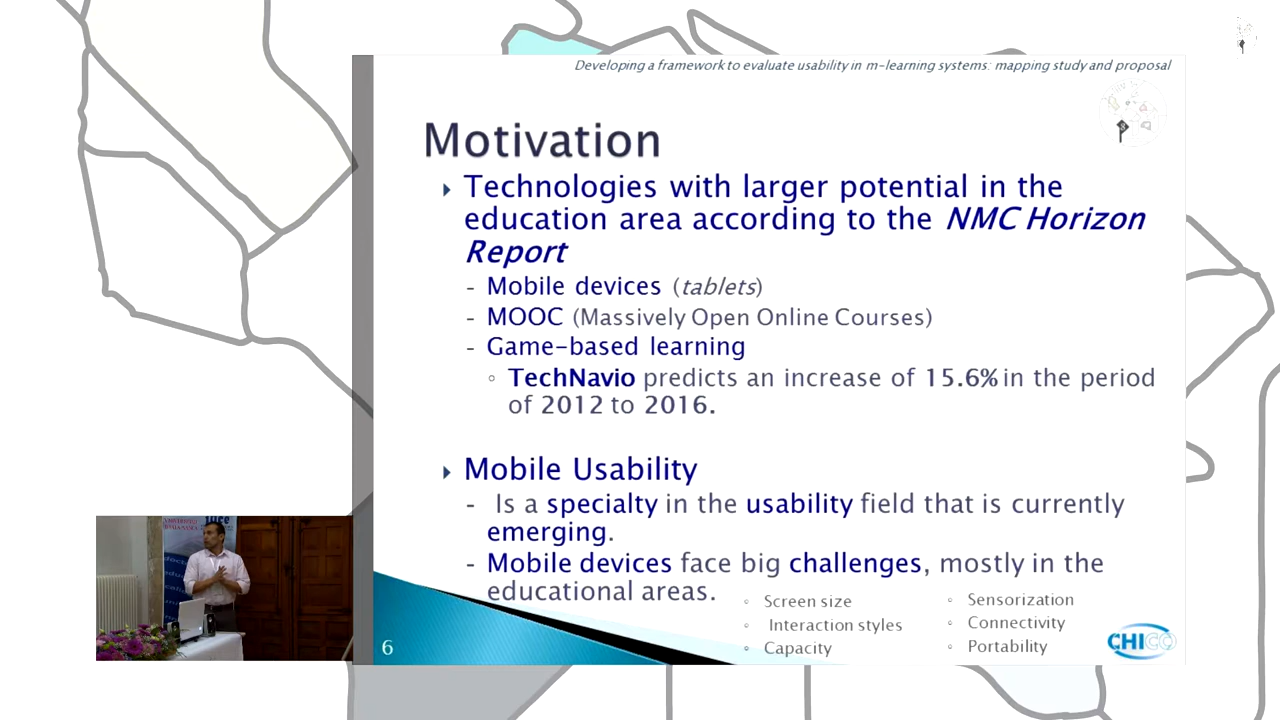 Developing a framework to evaluate usability in m-learning systems: mapping study and proposal
Motivation
Technologies with larger potential in the
education area according to the NMC Horizon
Report
- Mobile devices (tablets)
- MOOC (Massively Open Online Courses)
- Game-based learning
TechNavio predicts an increase of 15.6% in the period
of 2012 to 2016.
Mobile Usability
- Is a specialty in the usability field that is currently
emerging.
- Mobile devices face big challenges, mostly in the
educational areas.
Screen size
Interaction styles
Capacity
Sensorization
Connectivity
Portability
6
CHICO